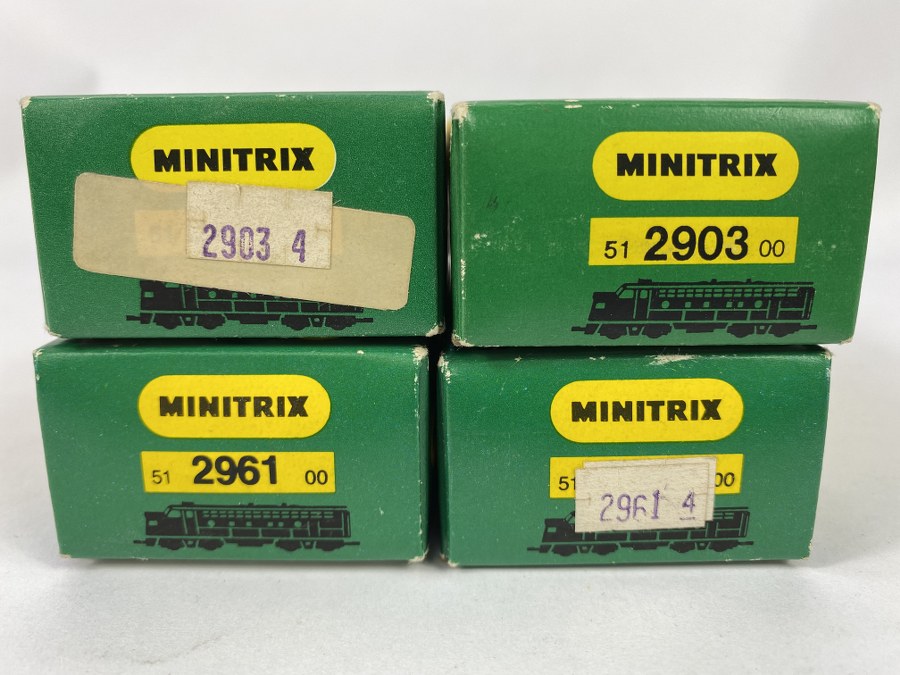 MINITRIX
2903 4
MINITRIX
51 2903 00
MINITRIX
51 2961 00
MINITRIX
51 00
2961 4